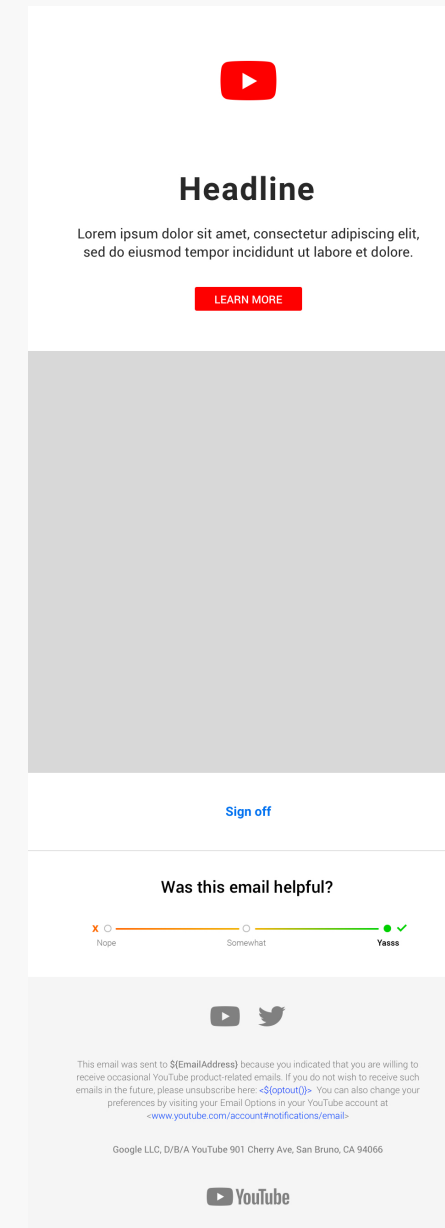 Headline
Lorem ipsum dolor sit amet, consectetur adipiscing elit,
sed do eiusmod tempor incididunt ut labore et dolore.
LEARN MORE
Sign off
Was this email helpful?
x
Nope Somewhat Yasss
This email was sent to ${EmailAddress} because you indicated that you are willing to
receive occasional YouTube product-related emails. If you do not wish to receive such
emails in the future, please unsubscribe here: <${optout()}> You can also change your
preferences by visiting your Email Options in your YouTube account at
<www.youtube.com/account#notifications/email>
Google LLC, D/B/A YouTube 901 Cherry Ave, San Bruno, CA 94066
YouTube